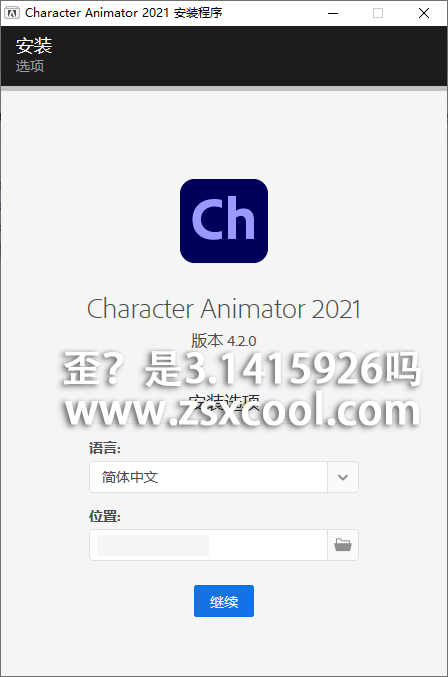 Character Animator 2021 安装程序
安装
选项
Ch
Character Animator 2021
版本 4.2.0
歪？是3.1415926吗
安装选项
www.zsxcool.com
语言:
简体中文
位置:
继续